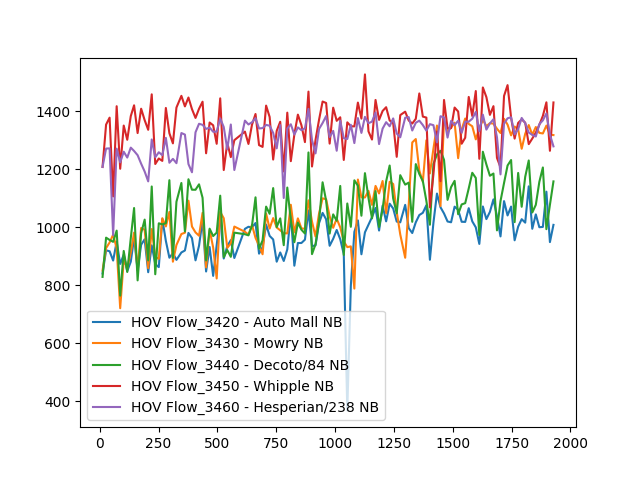 1400
1200
1000
800
600
400
HOV Flow_3420 - Auto Mall NB
HOV Flow_3430 - Mowry NB
HOV Flow_3440 - Decoto/84 NB
HOV Flow_3450 - Whipple NB
HOV Flow_3460 - Hesperian/238 NB
0 250 500 750 1000 1250 1500 1750 2000